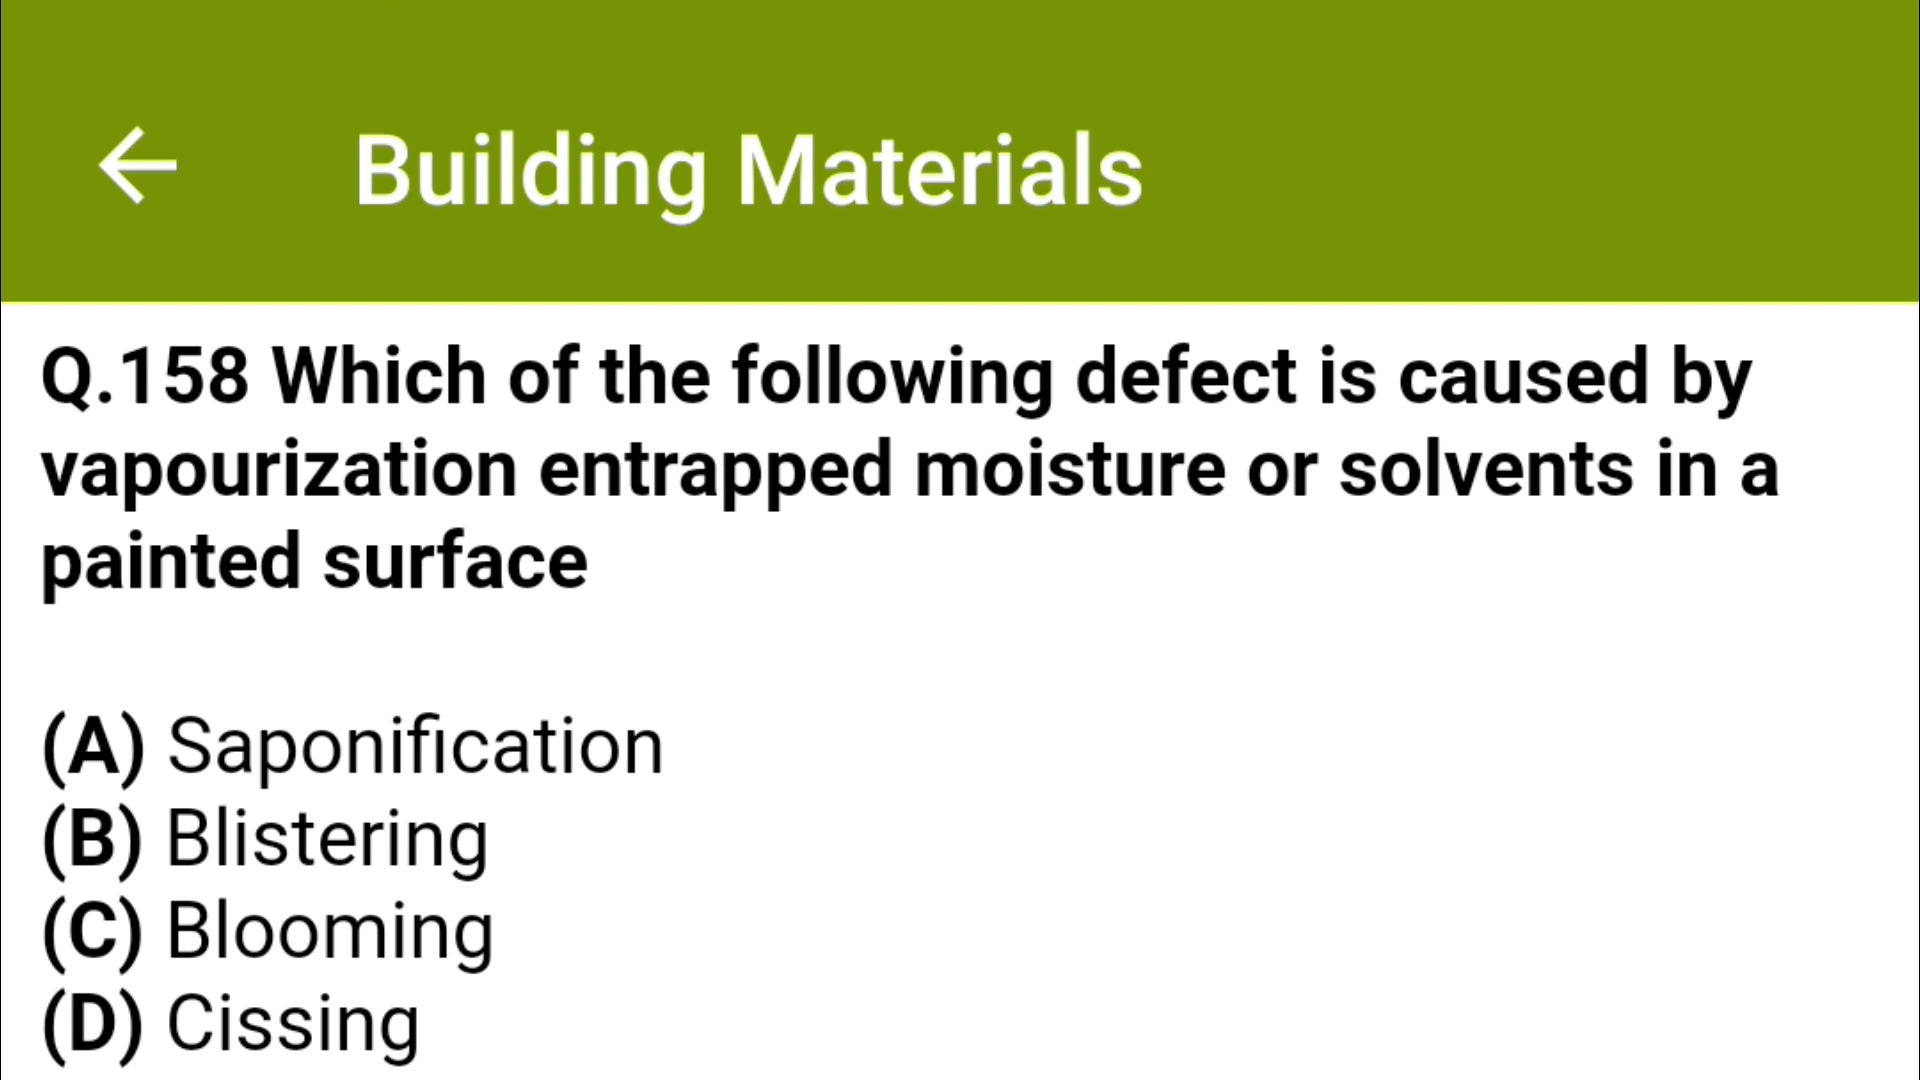 Building Materials
Q.158 Which of the following defect is caused by
vapourization entrapped moisture or solvents in a
painted surface
(A) Saponification
(B) Blistering
(C) Blooming
(D) Cissing